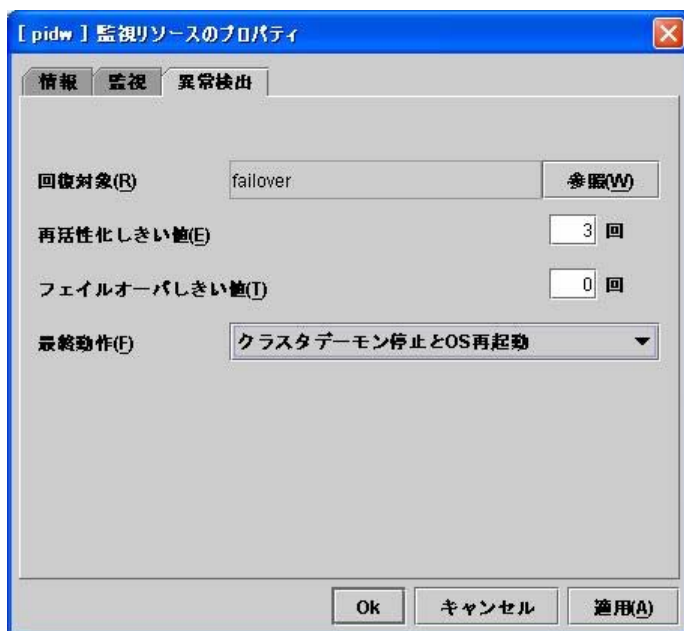 [ pidw ] 監視リソースのプロパティ
情報 監視 異常検出
回復対象(R) failover 参照(W)
再活性化しきい値(E) 3 回
フェイルオーバしきい値(T) 0 回
最終動作(F) クラスタデーモン停止とOS再起動
Ok キャンセル 適用(A)